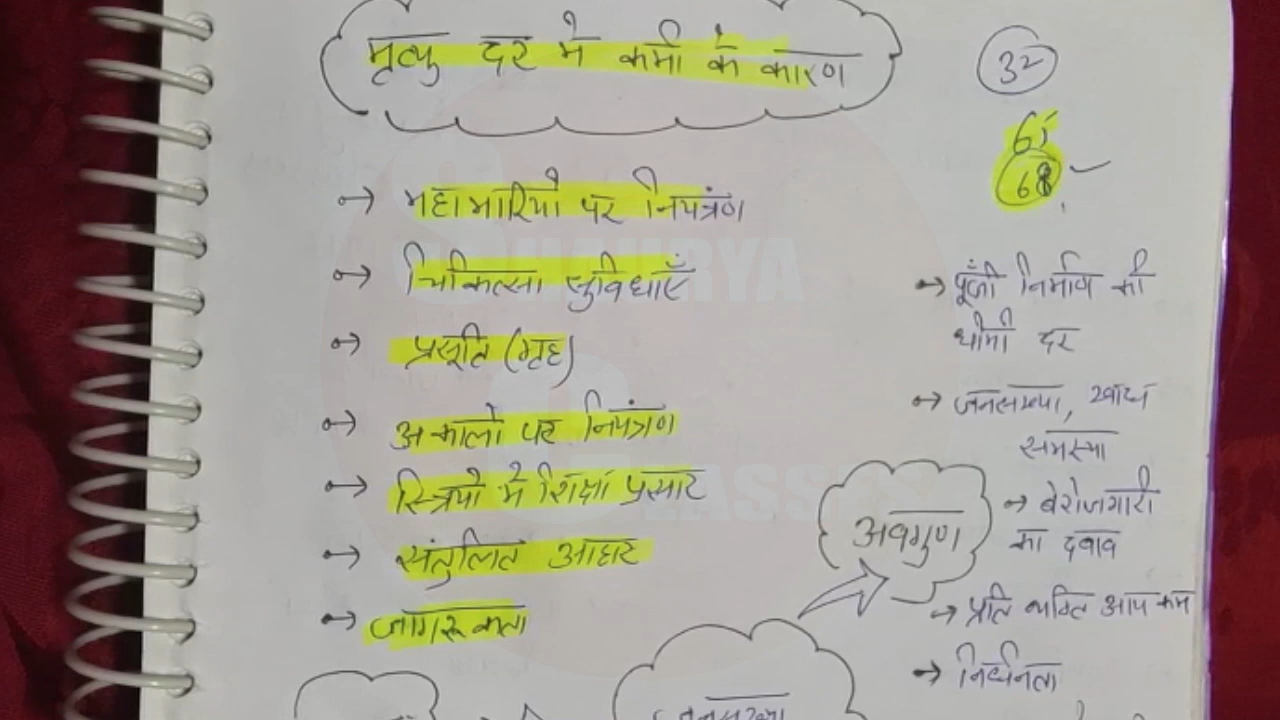 मृत्यु दर में कमी के कारण
32
65
68
→ महामारियों पर नियंत्रण
→ चिकित्सा सुविधाएँ
→ प्रसूति (गृह)
→ अकालों पर नियंत्रण
→ स्त्रियों में शिक्षा प्रसार
→ संतुलित आहार
→ जागरूकता
→ पूँजी निर्माण की
धीमी दर
→ जनसंख्या, खाद्य
समस्या
अवगुण
→ बेरोजगारी
का दबाव
→ प्रति व्यक्ति आय कम
→ निर्धनता
जनसंख्या